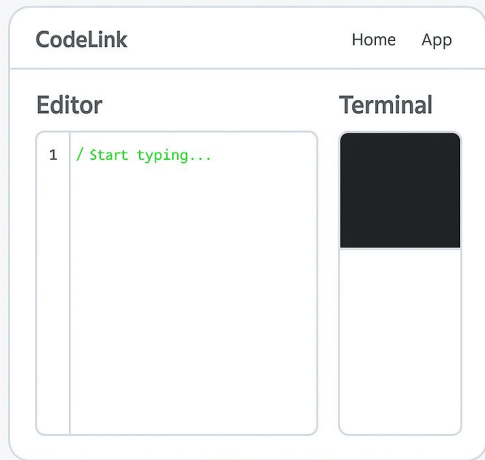 CodeLink
Home App
Editor
Terminal
1 / Start typing...